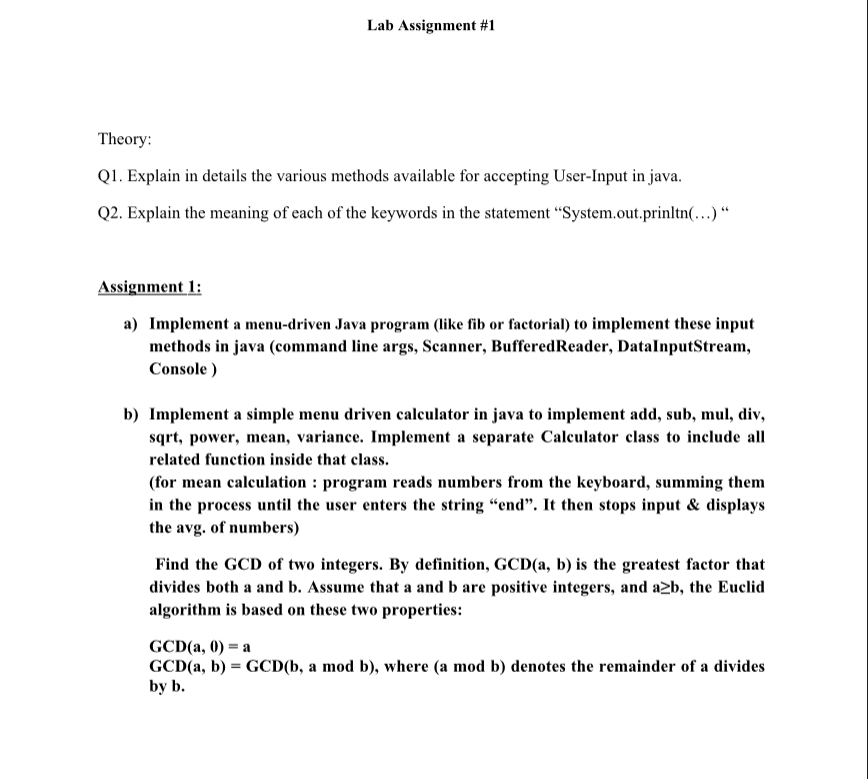 Lab Assignment #1
Theory:
Q1. Explain in details the various methods available for accepting User-Input in java.
Q2. Explain the meaning of each of the keywords in the statement “System.out.prinltn(…) “
Assignment 1:
a) Implement a menu-driven Java program (like fib or factorial) to implement these input
methods in java (command line args, Scanner, BufferedReader, DataInputStream,
Console )
b) Implement a simple menu driven calculator in java to implement add, sub, mul, div,
sqrt, power, mean, variance. Implement a separate Calculator class to include all
related function inside that class.
(for mean calculation : program reads numbers from the keyboard, summing them
in the process until the user enters the string “end”. It then stops input & displays
the avg. of numbers)
Find the GCD of two integers. By definition, GCD(a, b) is the greatest factor that
divides both a and b. Assume that a and b are positive integers, and a≥b, the Euclid
algorithm is based on these two properties:
GCD(a, 0) = a
GCD(a, b) = GCD(b, a mod b), where (a mod b) denotes the remainder of a divides
by b.